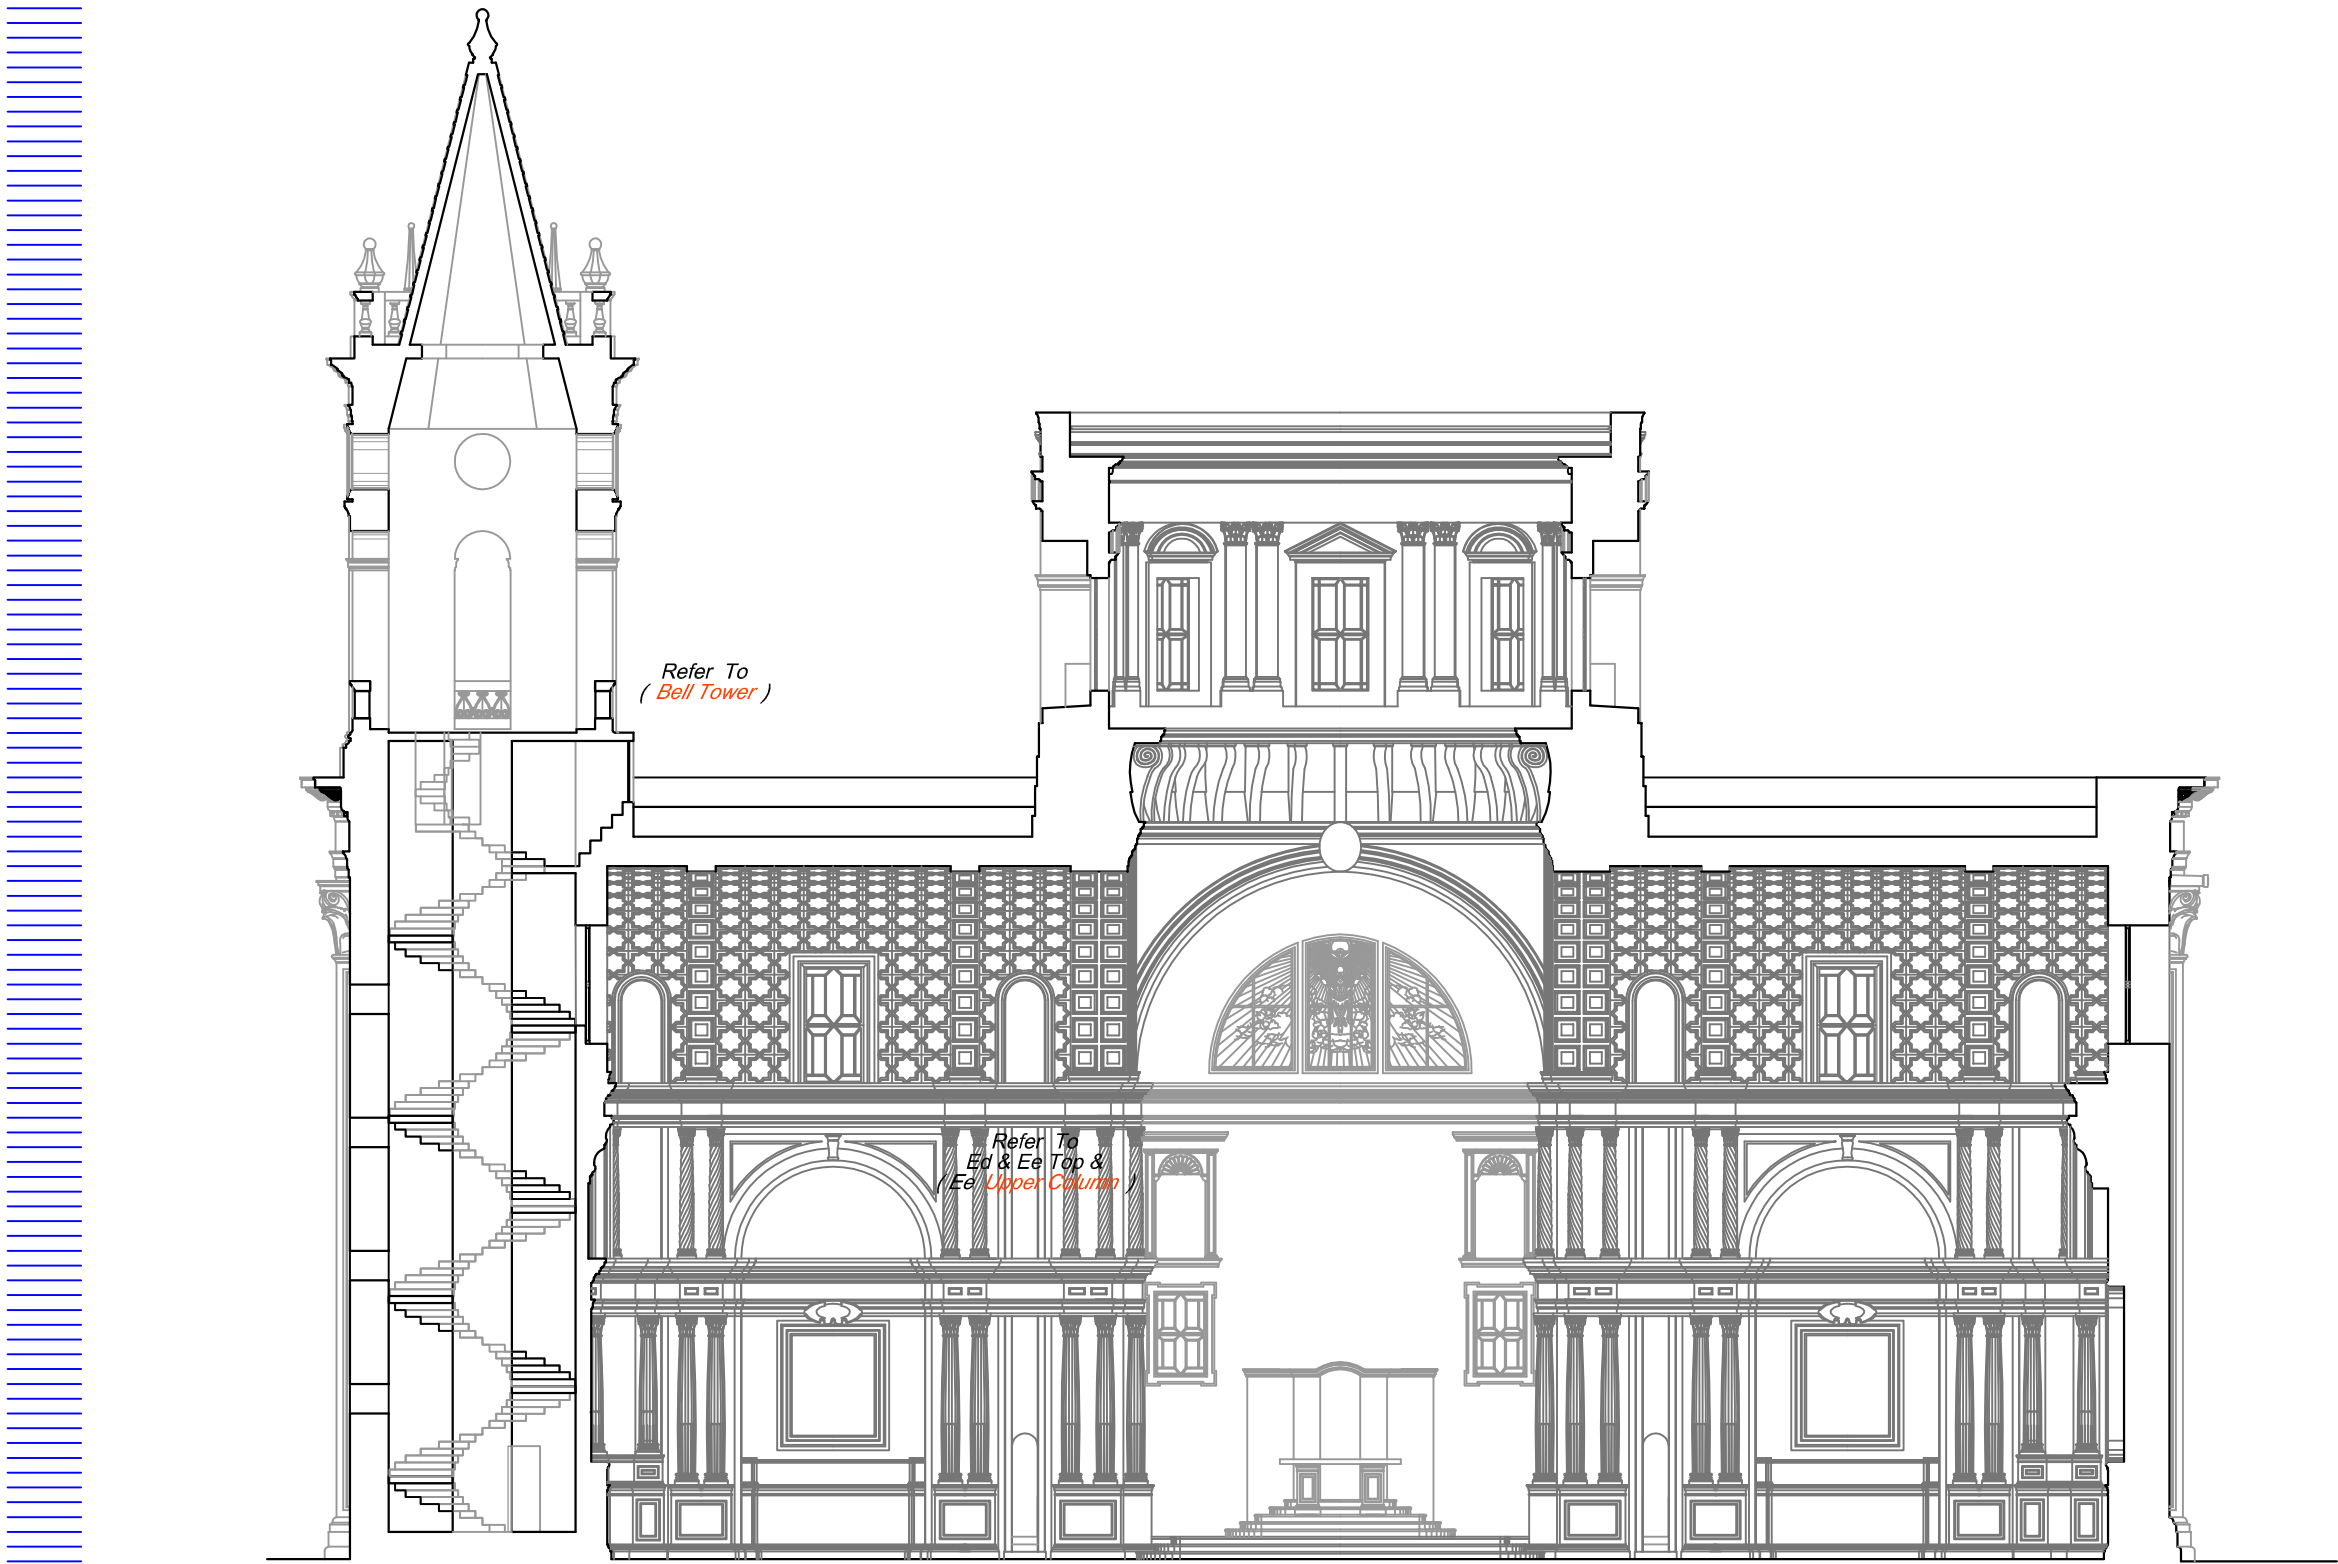 Refer To
( Bell Tower )
Refer To
Ed & Ee Top &
( Ee Upper Column )